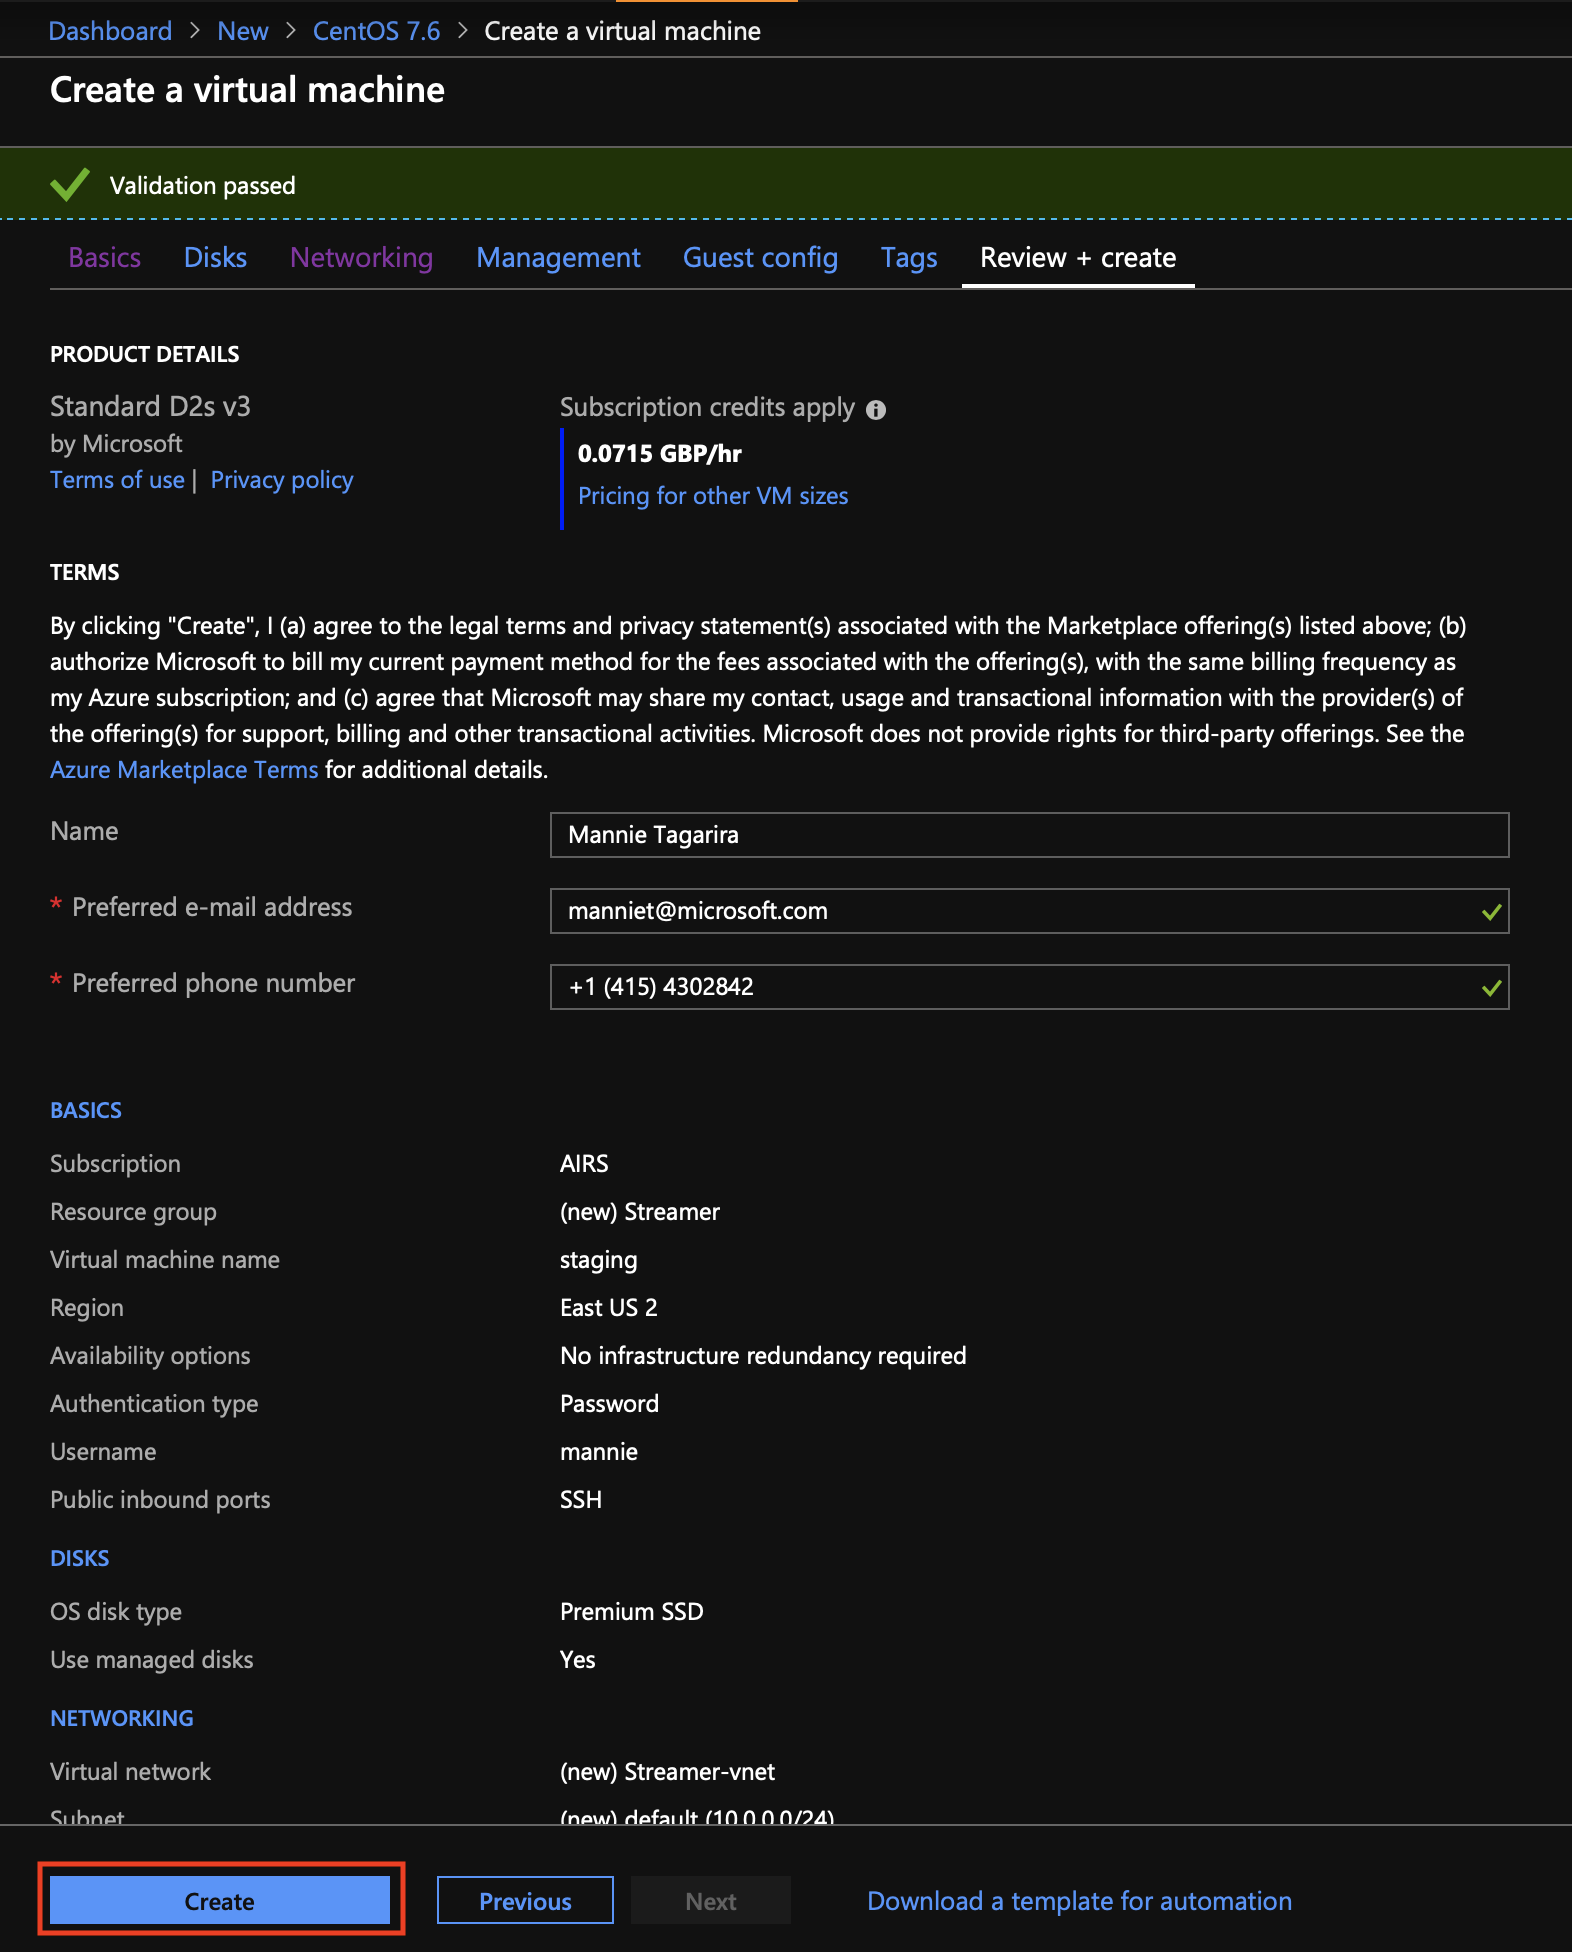 Dashboard > New > CentOS 7.6 > Create a virtual machine
Create a virtual machine
Validation passed
Basics Disks Networking Management Guest config Tags Review + create
PRODUCT DETAILS
Standard D2s v3
by Microsoft
Terms of use | Privacy policy
Subscription credits apply
0.0715 GBP/hr
Pricing for other VM sizes
TERMS
By clicking "Create", I (a) agree to the legal terms and privacy statement(s) associated with the Marketplace offering(s) listed above; (b)
authorize Microsoft to bill my current payment method for the fees associated with the offering(s), with the same billing frequency as
my Azure subscription; and (c) agree that Microsoft may share my contact, usage and transactional information with the provider(s) of
the offering(s) for support, billing and other transactional activities. Microsoft does not provide rights for third-party offerings. See the
Azure Marketplace Terms for additional details.
Name Mannie Tagarira
* Preferred e-mail address manniet@microsoft.com
* Preferred phone number +1 (415) 4302842
BASICS
Subscription AIRS
Resource group (new) Streamer
Virtual machine name staging
Region East US 2
Availability options No infrastructure redundancy required
Authentication type Password
Username mannie
Public inbound ports SSH
DISKS
OS disk type Premium SSD
Use managed disks Yes
NETWORKING
Virtual network (new) Streamer-vnet
Subnet (new) default (10.0.0.0/24)
Create Previous Next Download a template for automation